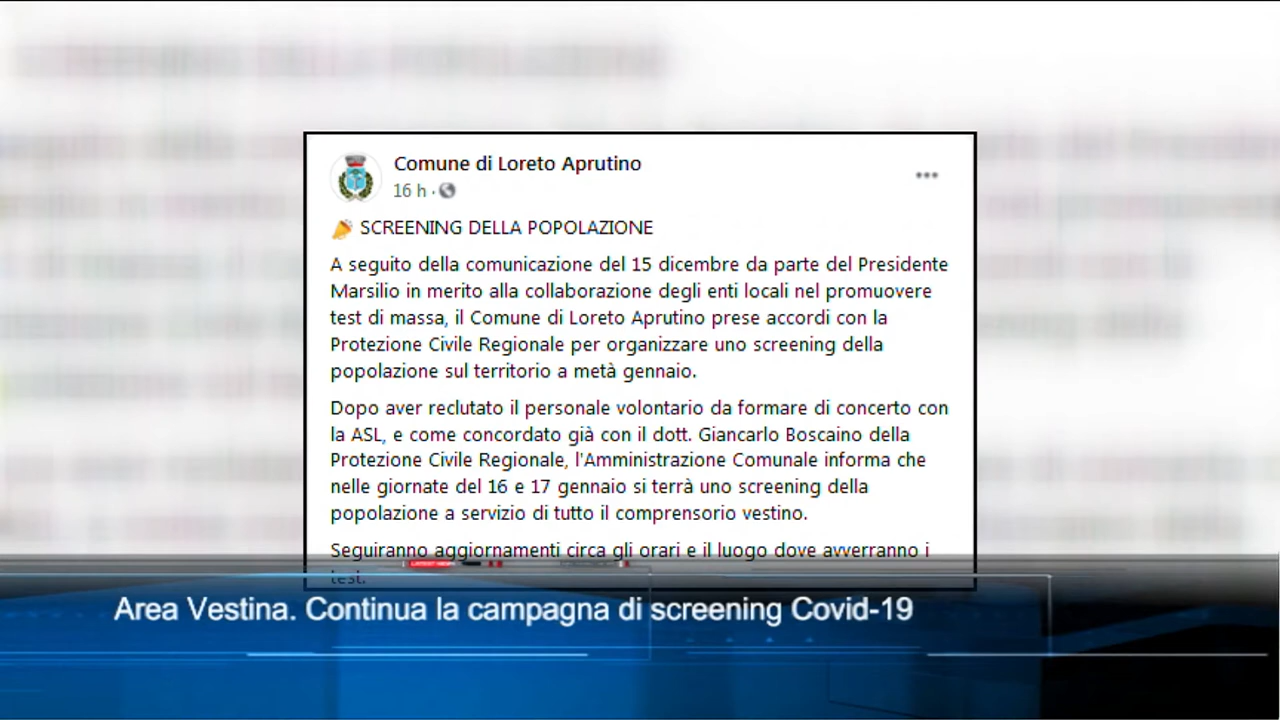 Comune di Loreto Aprutino
16 h ·
SCREENING DELLA POPOLAZIONE
A seguito della comunicazione del 15 dicembre da parte del Presidente
Marsilio in merito alla collaborazione degli enti locali nel promuovere
test di massa, il Comune di Loreto Aprutino prese accordi con la
Protezione Civile Regionale per organizzare uno screening della
popolazione sul territorio a metà gennaio.
Dopo aver reclutato il personale volontario da formare di concerto con
la ASL, e come concordato già con il dott. Giancarlo Boscaino della
Protezione Civile Regionale, l'Amministrazione Comunale informa che
nelle giornate del 16 e 17 gennaio si terrà uno screening della
popolazione a servizio di tutto il comprensorio vestino.
Seguiranno aggiornamenti circa gli orari e il luogo dove avverranno i
test.
LATEST NEWS
Area Vestina. Continua la campagna di screening Covid-19